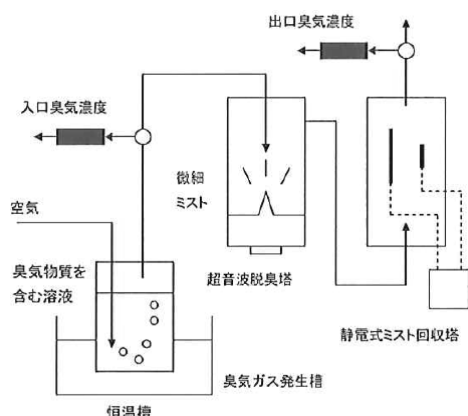 出口臭気濃度
入口臭気濃度
空気
微細
ミスト
臭気物質を
含む溶液
超音波脱臭塔
静電式ミスト回収塔
臭気ガス発生槽
恒温槽